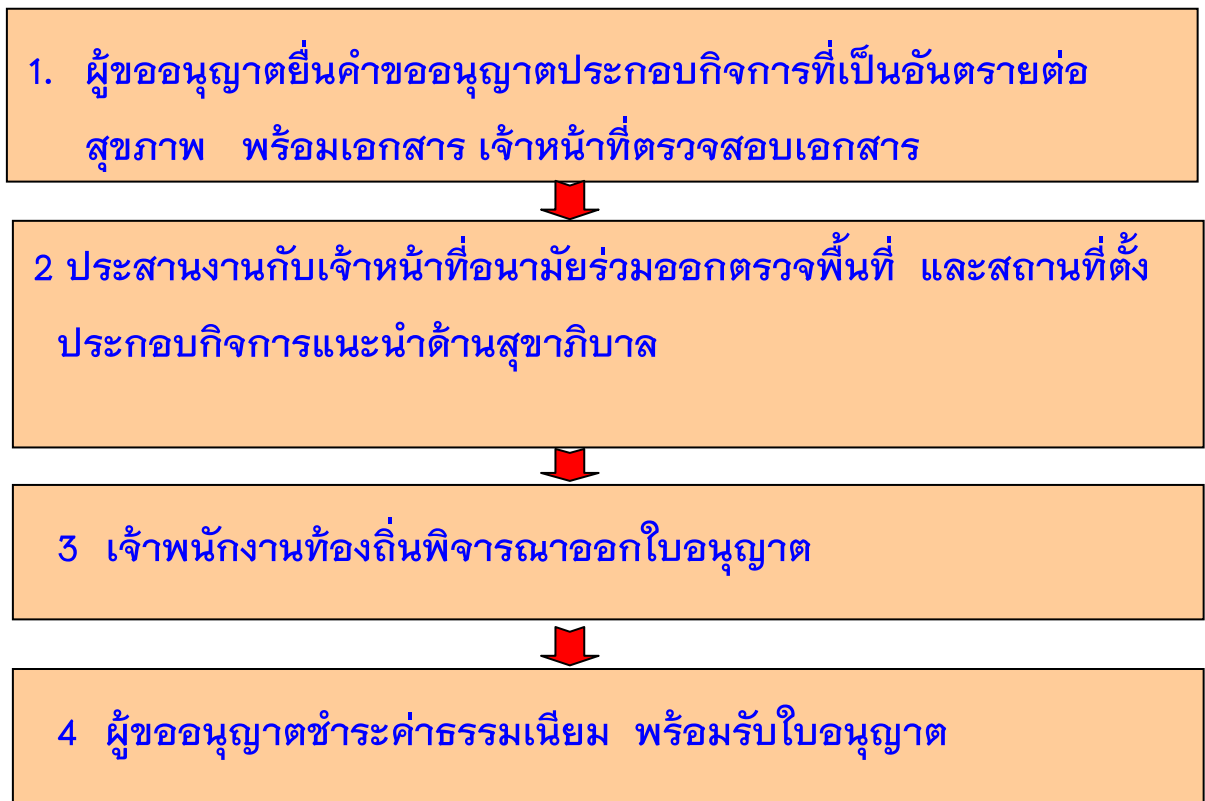 1. ผู้ขออนุญาตยื่นคำขออนุญาตประกอบกิจการที่เป็นอันตรายต่อ
สุขภาพ พร้อมเอกสาร เจ้าหน้าที่ตรวจสอบเอกสาร
2 ประสานงานกับเจ้าหน้าที่อนามัยร่วมออกตรวจพื้นที่ และสถานที่ตั้ง
ประกอบกิจการแนะนำด้านสุขาภิบาล
3 เจ้าพนักงานท้องถิ่นพิจารณาออกใบอนุญาต
4 ผู้ขออนุญาตชำระค่าธรรมเนียม พร้อมรับใบอนุญาต